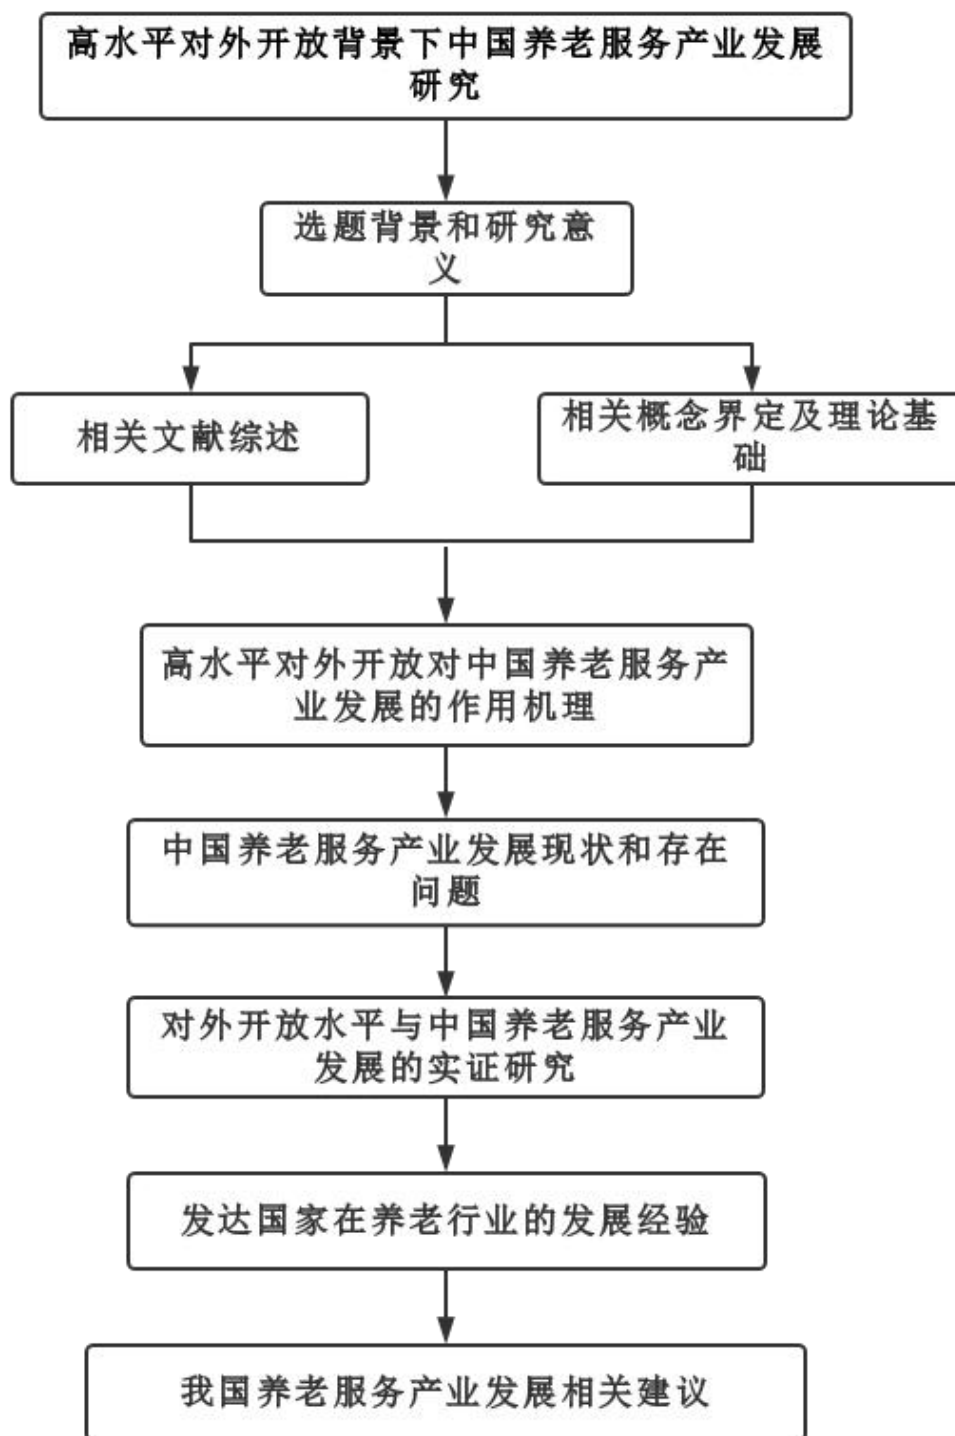 高水平对外开放背景下中国养老服务产业发展
研究
选题背景和研究意
义
相关文献综述
相关概念界定及理论基
础
高水平对外开放对中国养老服务产
业发展的作用机理
中国养老服务产业发展现状和存在
问题
对外开放水平与中国养老服务产业
发展的实证研究
发达国家在养老行业的发展经验
我国养老服务产业发展相关建议